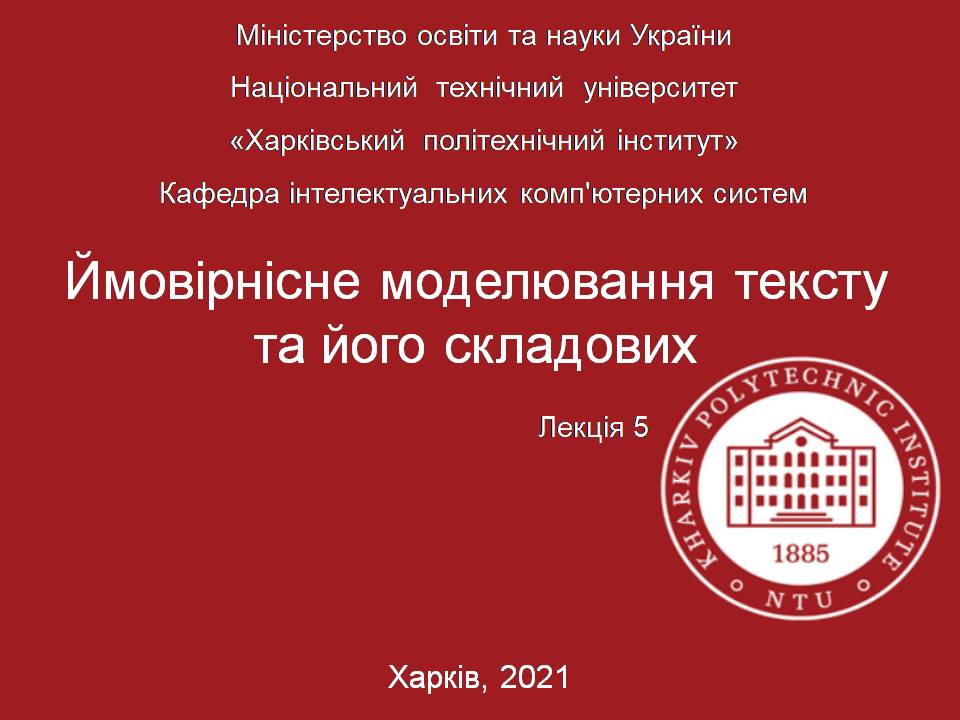 Міністерство освіти та науки України
Національний технічний університет
«Харківський політехнічний інститут»
Кафедра інтелектуальних комп'ютерних систем
Ймовірнісне моделювання тексту
та його складових
Лекція 5
KHARKIV POLYTECHNIC INSTITUTE
1885
NTU
Харків, 2021